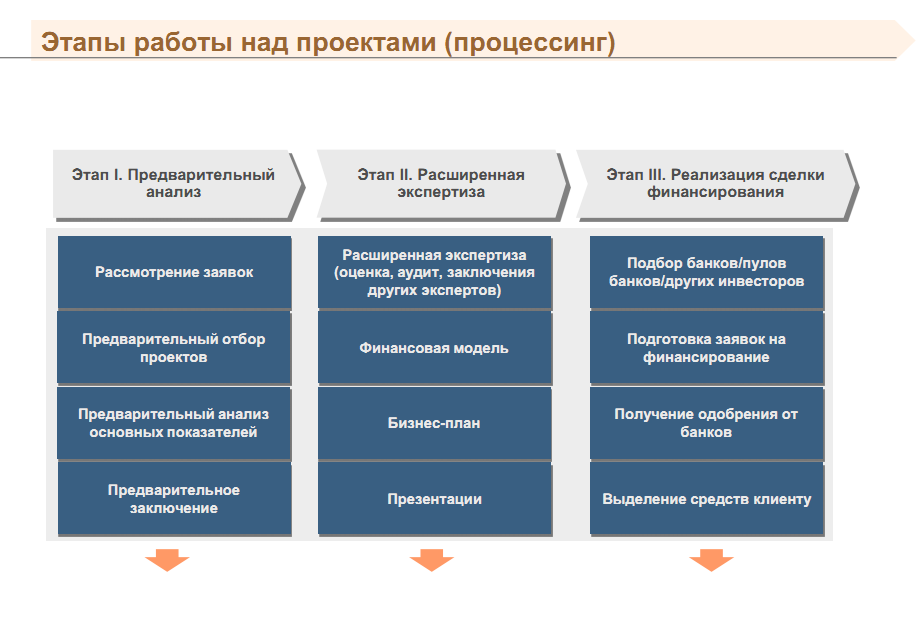 Этапы работы над проектами (процессинг)
Этап I. Предварительный
анализ
Этап II. Расширенная
экспертиза
Этап III. Реализация сделки
финансирования
Рассмотрение заявок
Предварительный отбор
проектов
Предварительный анализ
основных показателей
Предварительное
заключение
Расширенная экспертиза
(оценка, аудит, заключения
других экспертов)
Финансовая модель
Бизнес-план
Презентации
Подбор банков/пулов
банков/других инвесторов
Подготовка заявок на
финансирование
Получение одобрения от
банков
Выделение средств клиенту